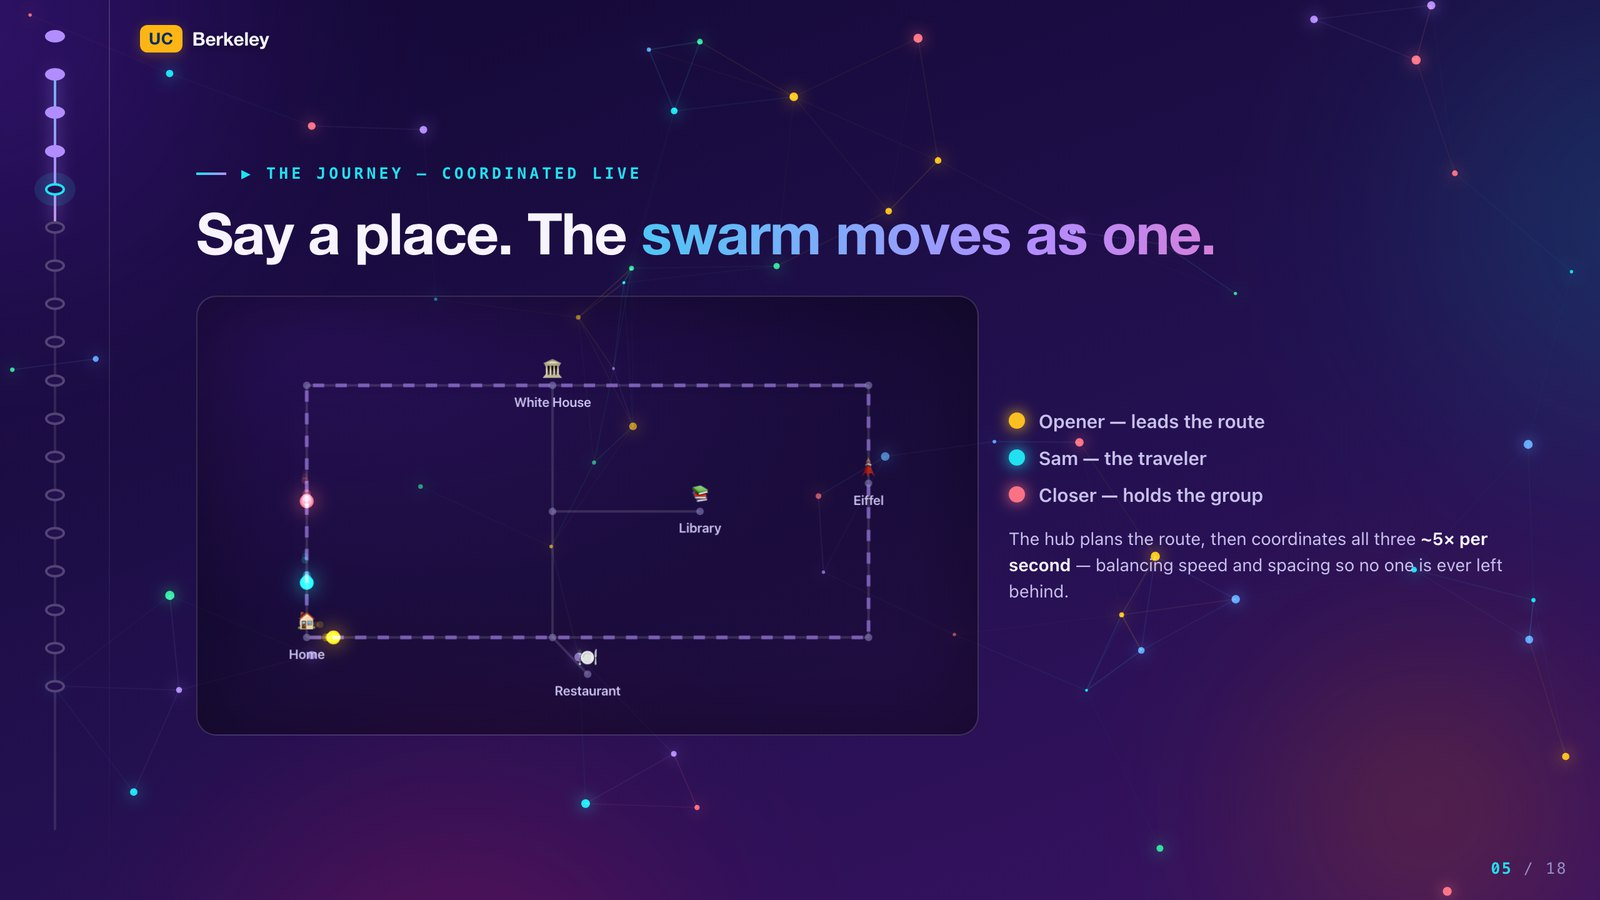 UC Berkeley
▶ THE JOURNEY — COORDINATED LIVE
Say a place. The swarm moves as one.
White House
Eiffel
Library
Home
Restaurant
Opener — leads the route
Sam — the traveler
Closer — holds the group
The hub plans the route, then coordinates all three ~5× per
second — balancing speed and spacing so no one is ever left
behind.
05 / 18